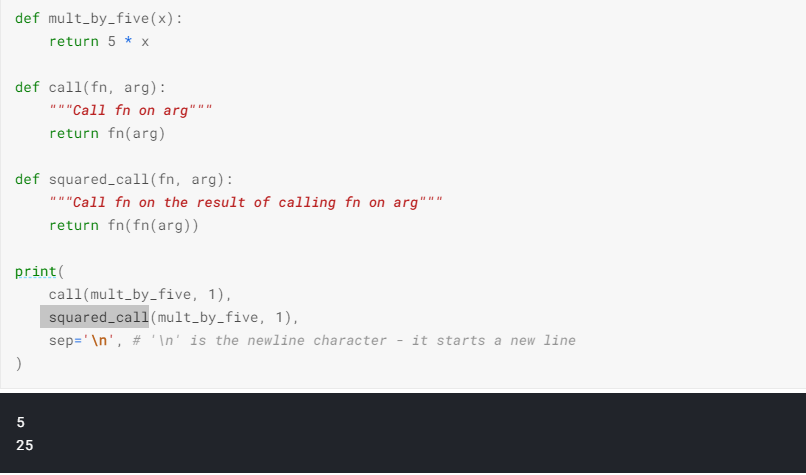 def mult_by_five(x):
    return 5 * x

def call(fn, arg):
    """Call fn on arg"""
    return fn(arg)

def squared_call(fn, arg):
    """Call fn on the result of calling fn on arg"""
    return fn(fn(arg))

print(
    call(mult_by_five, 1),
    squared_call(mult_by_five, 1),
    sep='\n', # '\n' is the newline character - it starts a new line
)
5
25